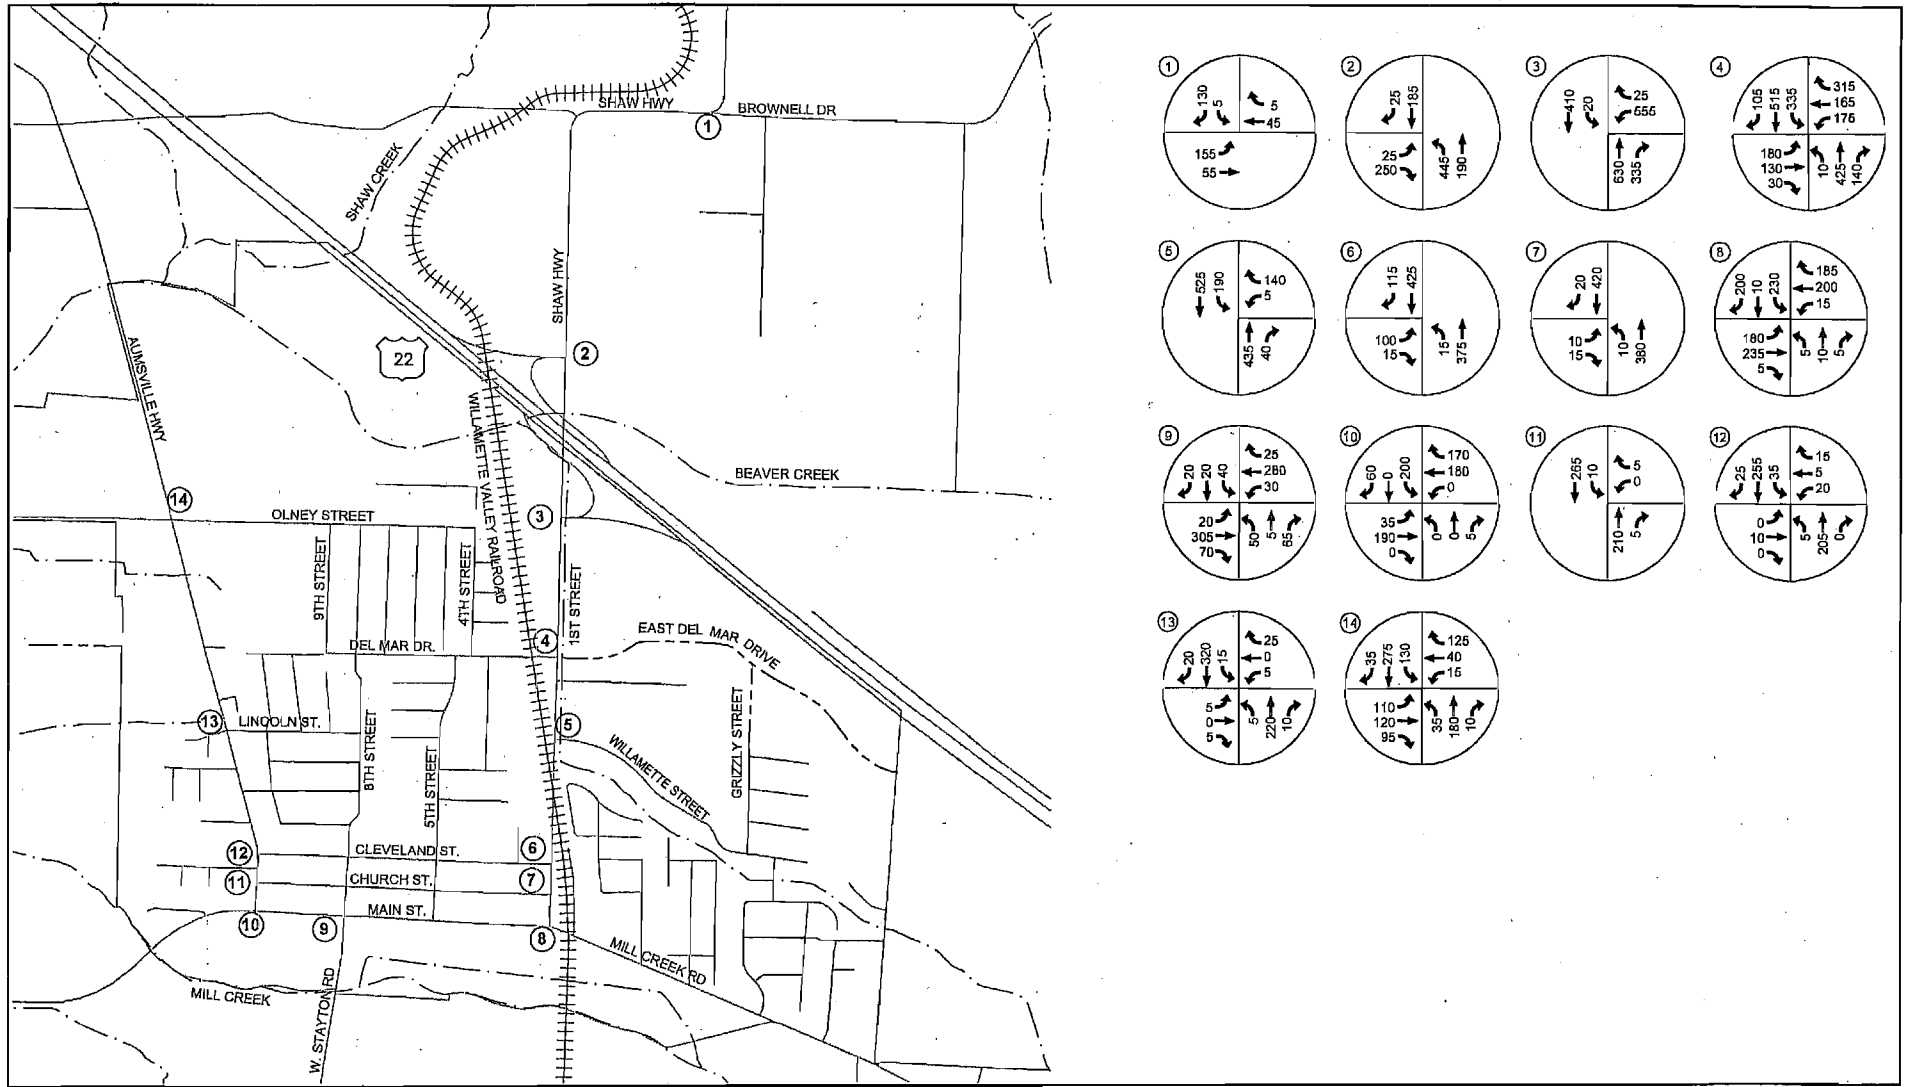 SHAW HWY
BROWNELL DR
1
SHAW CREEK
SHAW HWY
22
2
AUMSVILLE HWY
WILLAMETTE VALLEY RAILROAD
BEAVER CREEK
14
OLNEY STREET
3
9TH STREET
4TH STREET
1ST STREET
4
DEL MAR DR.
EAST DEL MAR DRIVE
13
LINCOLN ST.
8TH STREET
5TH STREET
5
WILLAMETTE STREET
GRIZZLY STREET
12
CLEVELAND ST.
6
11
CHURCH ST.
7
10
9
MAIN ST.
8
MILL CREEK RD
MILL CREEK
W. STAYTON RD
1
130 5
5
45
155
55
2
25 185
25
250
445 190
3
410 20
25
555
630 335
4
105 515 335
315
165
175
180
130
30
10 425 140
5
525 190
140
5
435 40
6
115 425
100
15
15 375
7
20 420
10
15
10 380
8
200 10 230
185
200
15
180
235
5
5 10 5
9
20 20 40
25
280
30
20
305
70
50 5 65
10
60 0 200
170
180
0
35
190
0
0 0 5
11
265 10
5
0
210 5
12
25 255 35
15
5
20
0
10
0
5 205 0
13
20 320 15
25
0
5
5
0
5
5 220 10
14
35 275 130
125
40
15
110
120
95
35 180 10